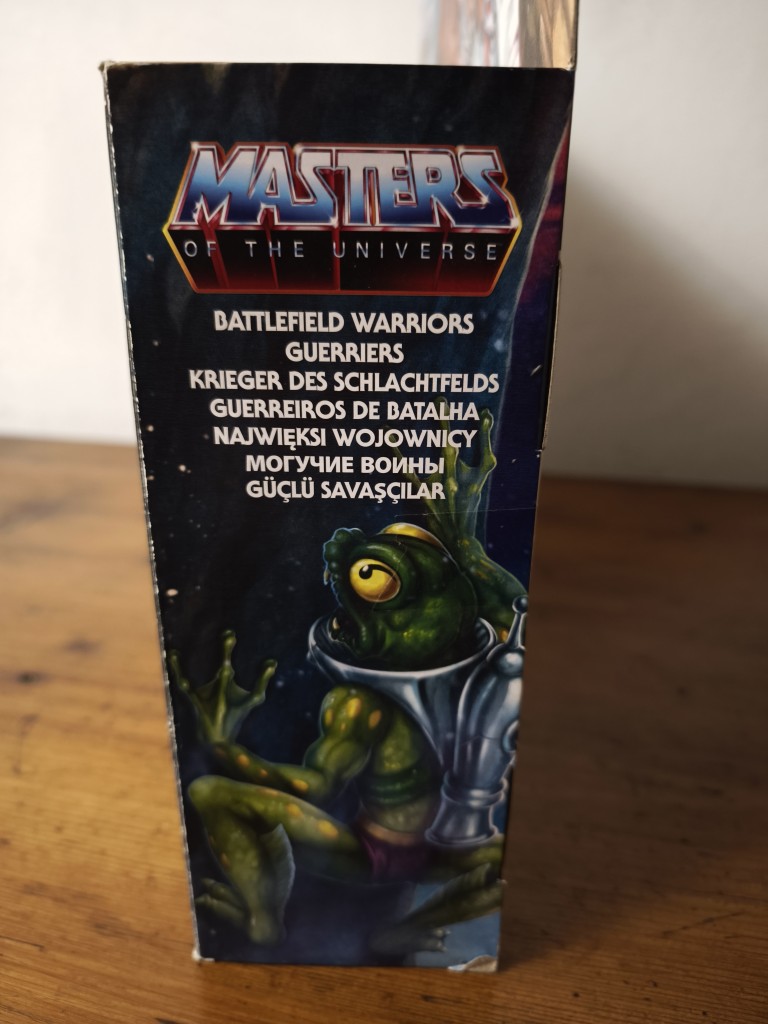 MASTERS
OF THE UNIVERSE
BATTLEFIELD WARRIORS
GUERRIERS
KRIEGER DES SCHLACHTFELDS
GUERREIROS DE BATALHA
NAJWIĘKSI WOJOWNICY
МОГУЧИЕ ВОИНЫ
GÜÇLÜ SAVAŞÇILAR